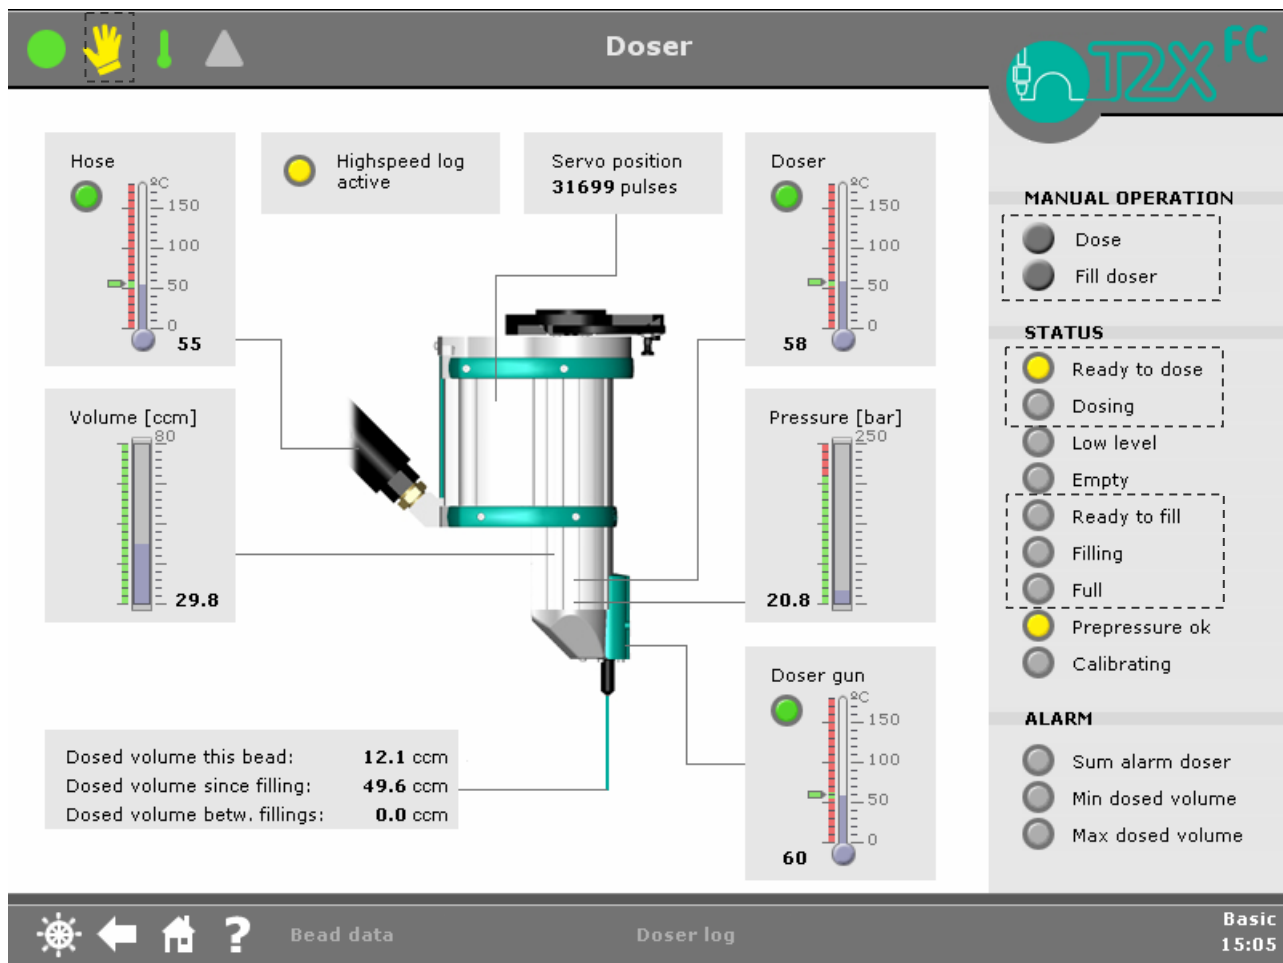 Doser
T2X FC
Hose
ºC
150
100
50
0
55
Highspeed log
active
Servo position
31699 pulses
Doser
ºC
150
100
50
0
58
MANUAL OPERATION
Dose
Fill doser
STATUS
Ready to dose
Dosing
Low level
Empty
Ready to fill
Filling
Full
Prepressure ok
Calibrating
Volume [ccm]
80
29.8
Pressure [bar]
250
20.8
Doser gun
ºC
150
100
50
0
60
Dosed volume this bead: 12.1 ccm
Dosed volume since filling: 49.6 ccm
Dosed volume betw. fillings: 0.0 ccm
ALARM
Sum alarm doser
Min dosed volume
Max dosed volume
?
Bead data
Doser log
Basic
15:05